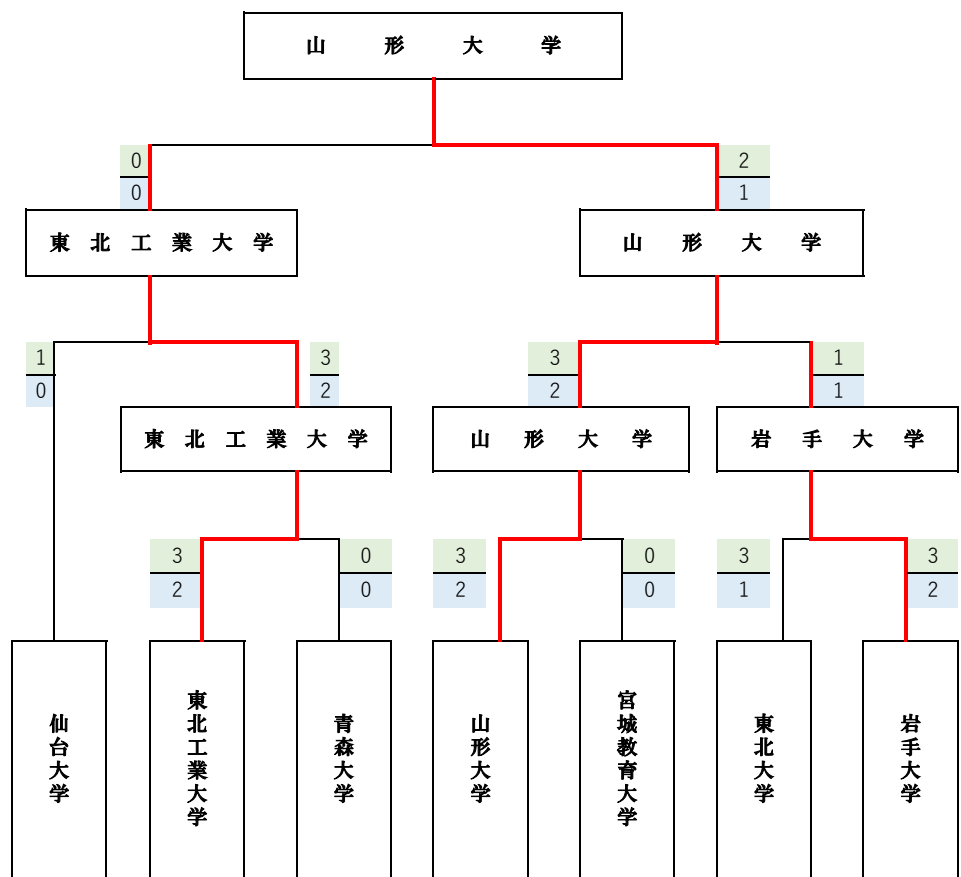 山形大学
0 2
0 1
東北工業大学 山形大学
1 3 3 1
0 2 2 1
東北工業大学 山形大学 岩手大学
3 0 3 0 3 3
2 0 2 0 1 2
仙台大学
東北工業大学
青森大学
山形大学
宮城教育大学
東北大学
岩手大学